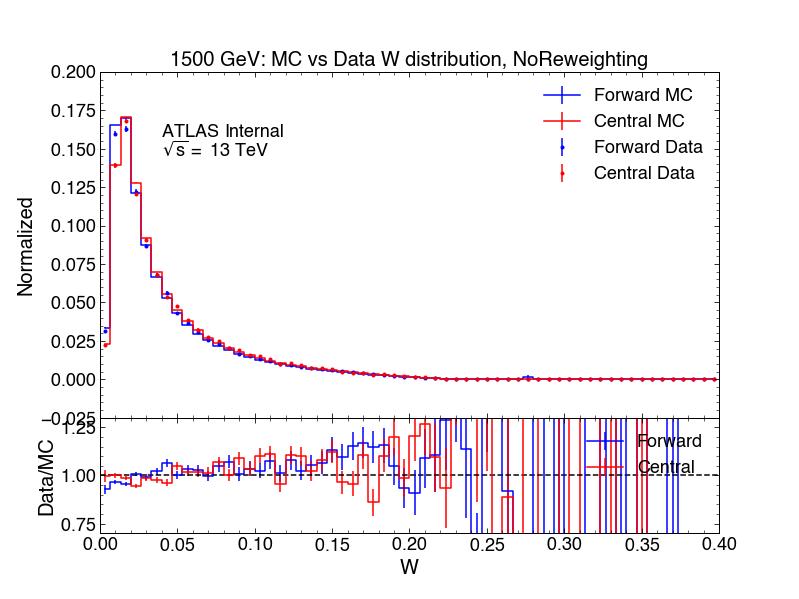 1500 GeV: MC vs Data W distribution, NoReweighting
0.200
0.175
0.150
0.125
0.100
0.075
0.050
0.025
0.000
−0.025
Normalized
ATLAS Internal
√s = 13 TeV
Forward MC
Central MC
Forward Data
Central Data
1.25
1.00
0.75
Data/MC
Forward
Central
0.00 0.05 0.10 0.15 0.20 0.25 0.30 0.35 0.40
W